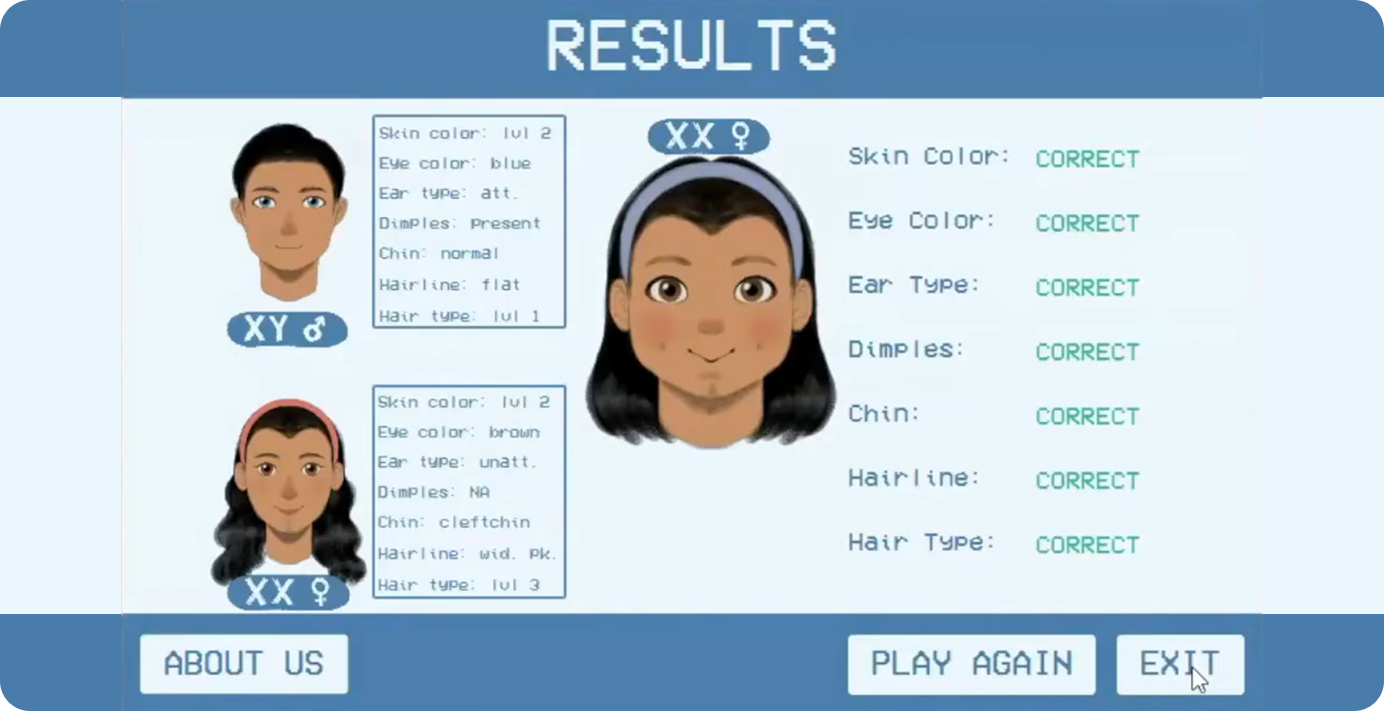 RESULTS
Skin color: lvl 2
Eye color: blue
Ear type: att.
Dimples: Present
Chin: normal
Hairline: flat
Hair type: lvl 1
XY ♂
Skin color: lvl 2
Eye color: brown
Ear type: unatt.
Dimples: NA
Chin: cleftchin
Hairline: wid. Pk.
Hair type: lvl 3
XX ♀
XX ♀
Skin Color: CORRECT
Eye Color: CORRECT
Ear Type: CORRECT
Dimples: CORRECT
Chin: CORRECT
Hairline: CORRECT
Hair Type: CORRECT
ABOUT US
PLAY AGAIN
EXIT